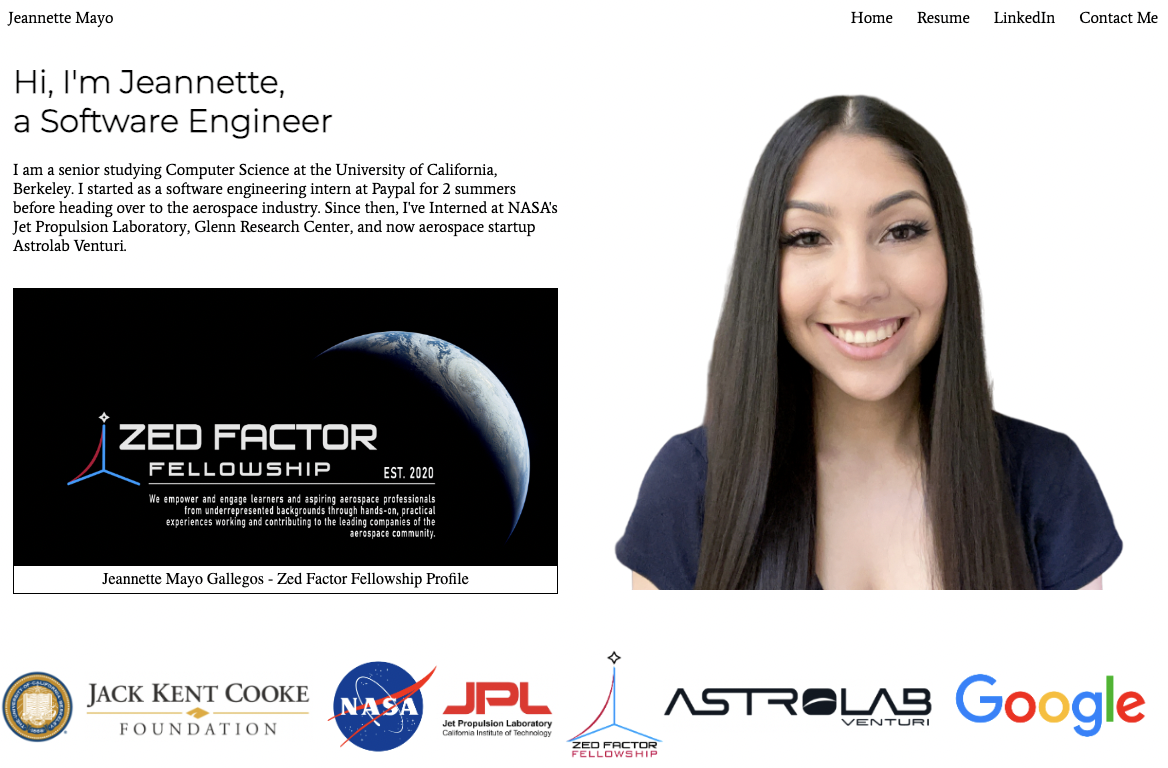 Jeannette Mayo
Home Resume LinkedIn Contact Me
Hi, I'm Jeannette,
a Software Engineer
I am a senior studying Computer Science at the University of California,
Berkeley. I started as a software engineering intern at Paypal for 2 summers
before heading over to the aerospace industry. Since then, I've Interned at NASA's
Jet Propulsion Laboratory, Glenn Research Center, and now aerospace startup
Astrolab Venturi.
ZED FACTOR
FELLOWSHIP
EST. 2020
We empower and engage learners and aspiring aerospace professionals
from underrepresented backgrounds through hands-on, practical
experiences working and contributing to the leading companies of the
aerospace community.
Jeannette Mayo Gallegos - Zed Factor Fellowship Profile
JACK KENT COOKE
FOUNDATION
NASA
JPL
Jet Propulsion Laboratory
California Institute of Technology
ZED FACTOR
FELLOWSHIP
ASTROLAB
VENTURI
Google